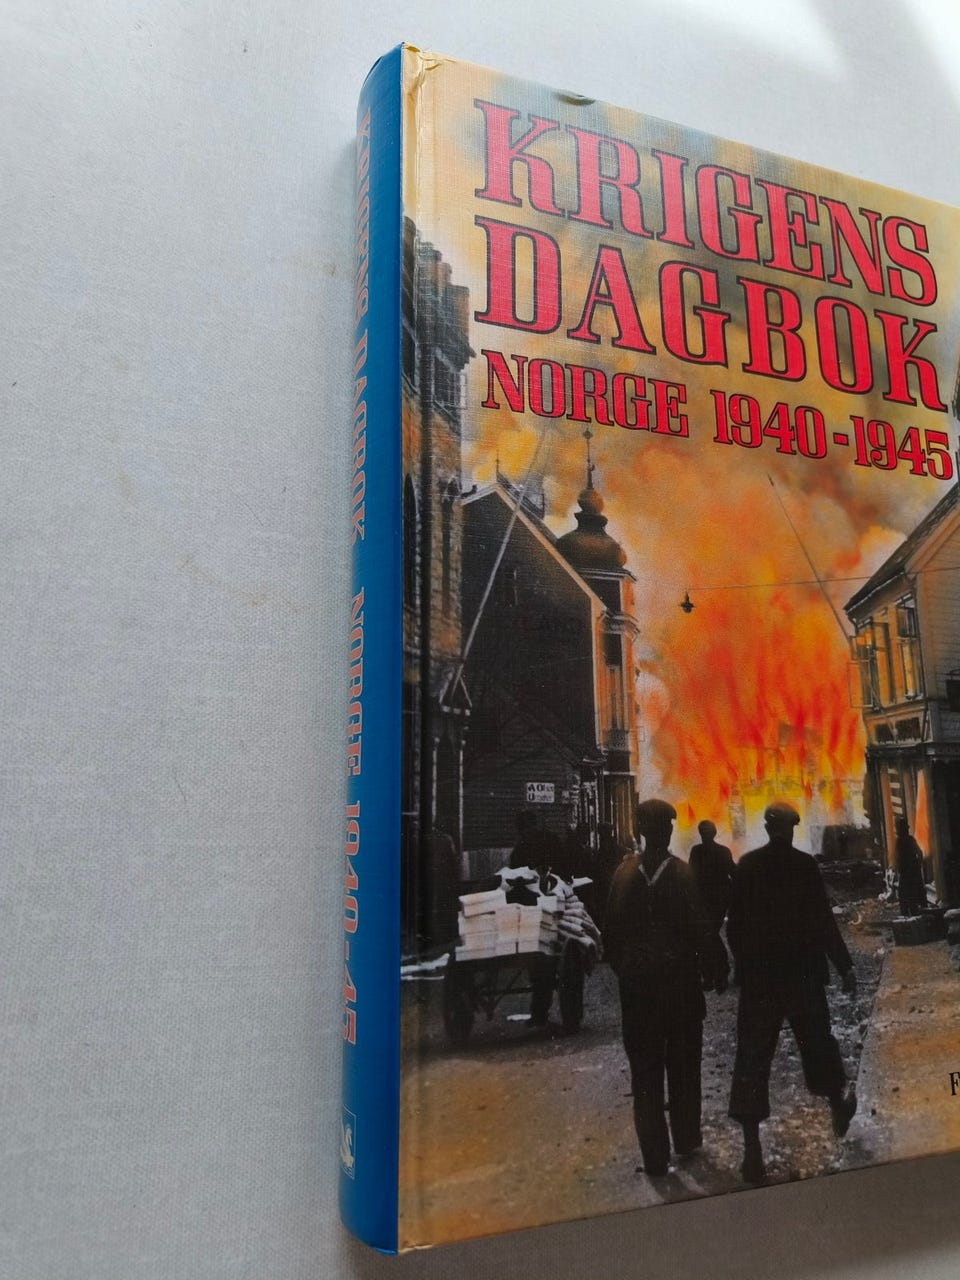 KRIGENS
DAGBOK
NORGE 1940-1945
KRIGENS DAGBOK NORGE 1940-45
F